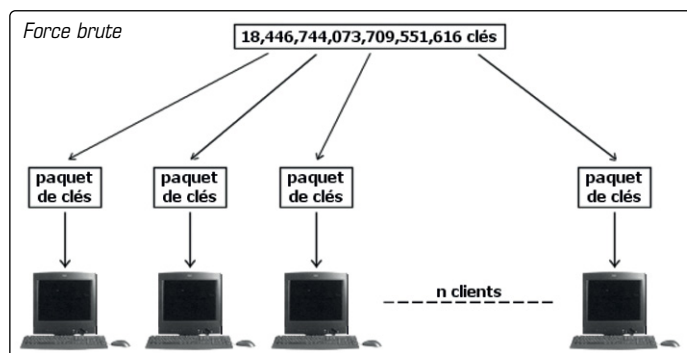 Force brute
18,446,744,073,709,551,616 clés
paquet
de clés
paquet
de clés
paquet
de clés
paquet
de clés
n clients